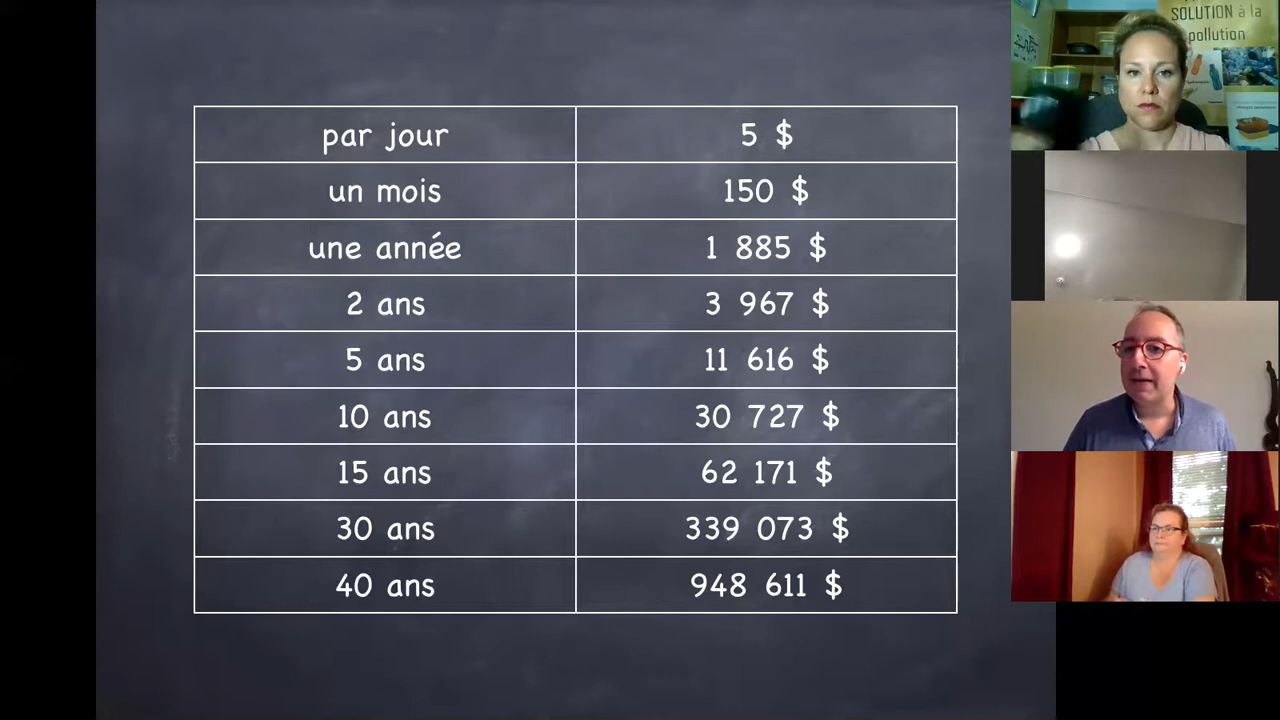 par jour 5 $
un mois 150 $
une année 1 885 $
2 ans 3 967 $
5 ans 11 616 $
10 ans 30 727 $
15 ans 62 171 $
30 ans 339 073 $
40 ans 948 611 $
SOLUTION à la
pollution